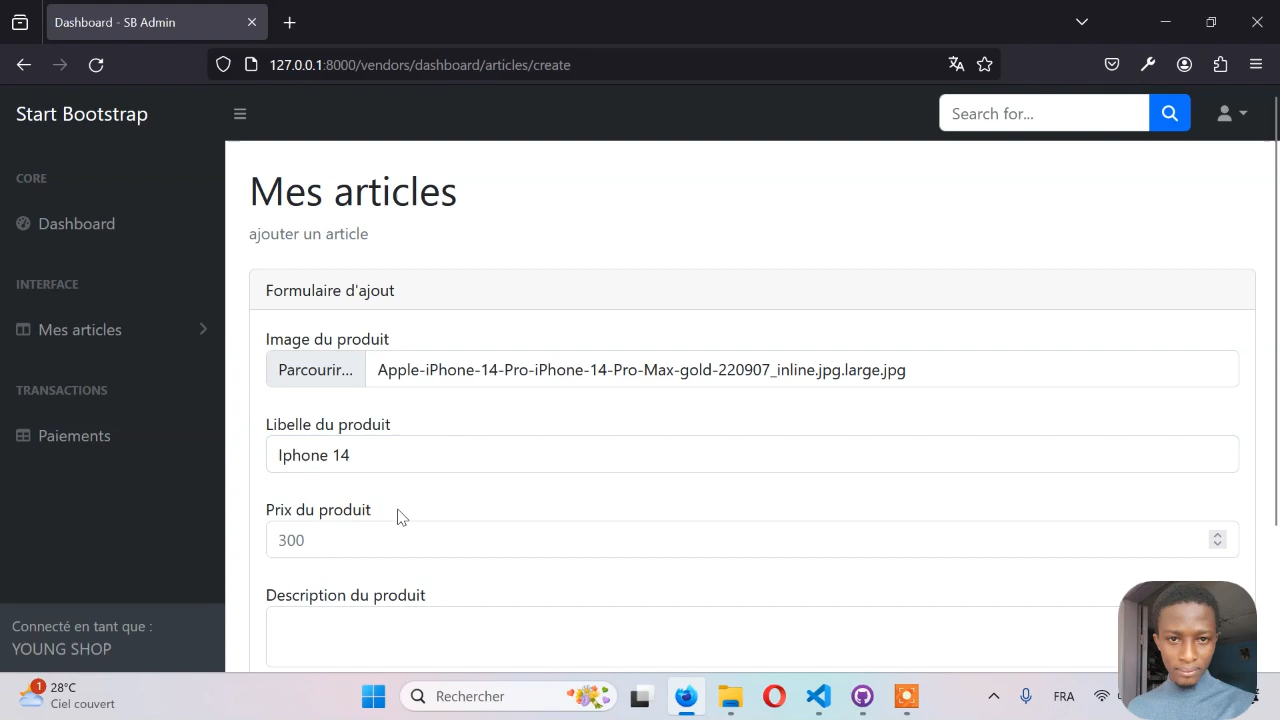 Dashboard - SB Admin
127.0.0.1:8000/vendors/dashboard/articles/create
Start Bootstrap
Search for...
CORE
Dashboard
INTERFACE
Mes articles
TRANSACTIONS
Paiements
Connecté en tant que :
YOUNG SHOP
Mes articles
ajouter un article
Formulaire d'ajout
Image du produit
Parcourir... Apple-iPhone-14-Pro-iPhone-14-Pro-Max-gold-220907_inline.jpg.large.jpg
Libelle du produit
Iphone 14
Prix du produit
300
Description du produit
1
28°C
Ciel couvert
Rechercher
FRA